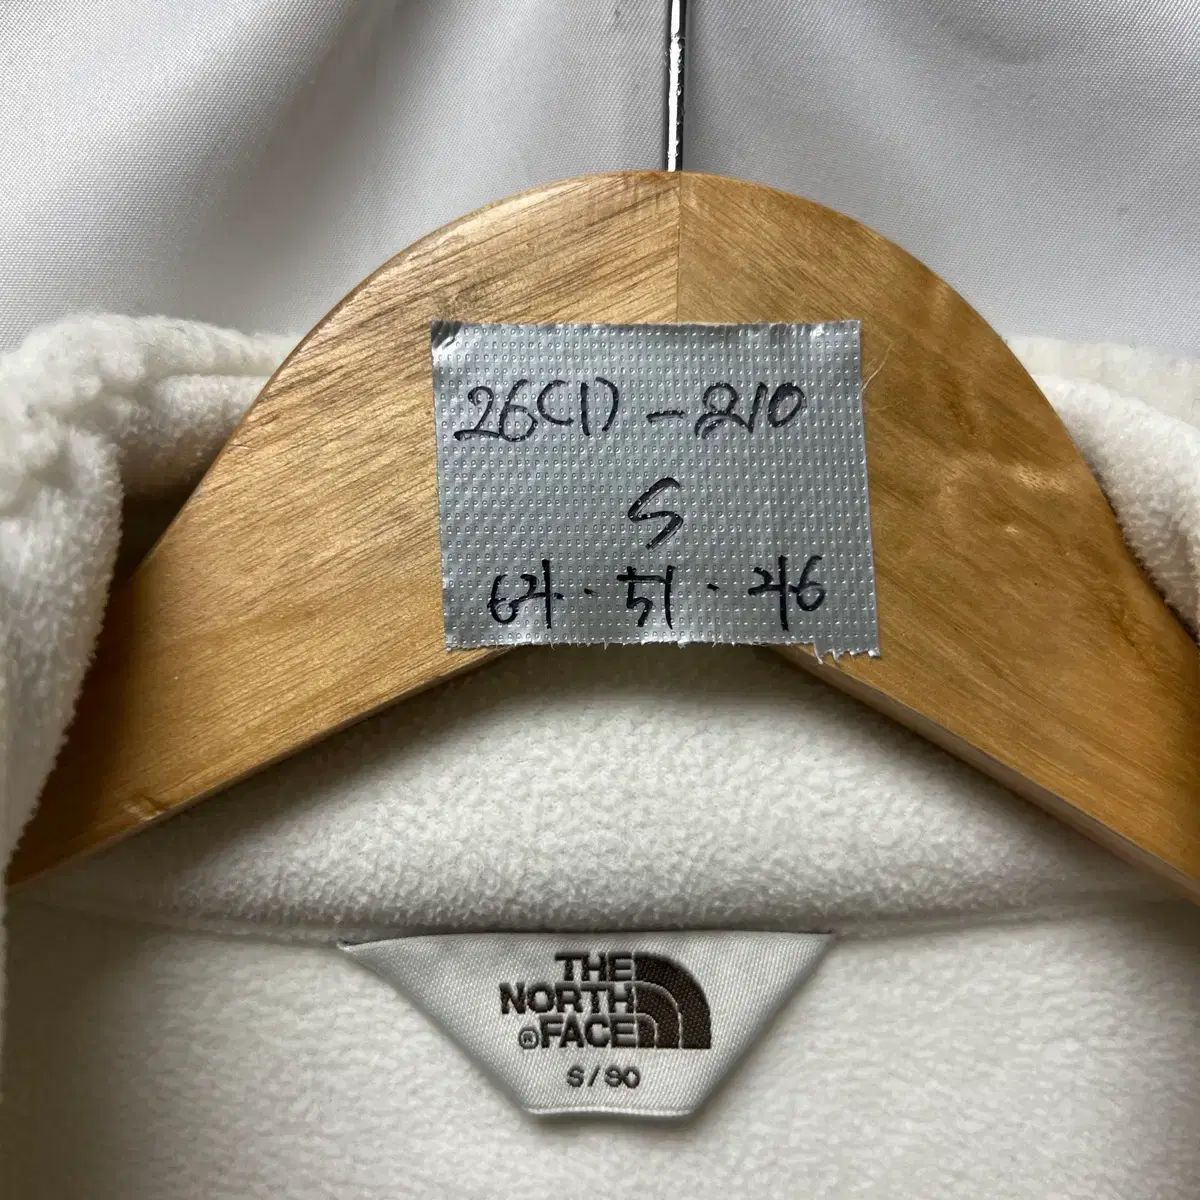 26(1) - 210
S
64 . 51 . 46
THE
NORTH
® FACE
S / 90